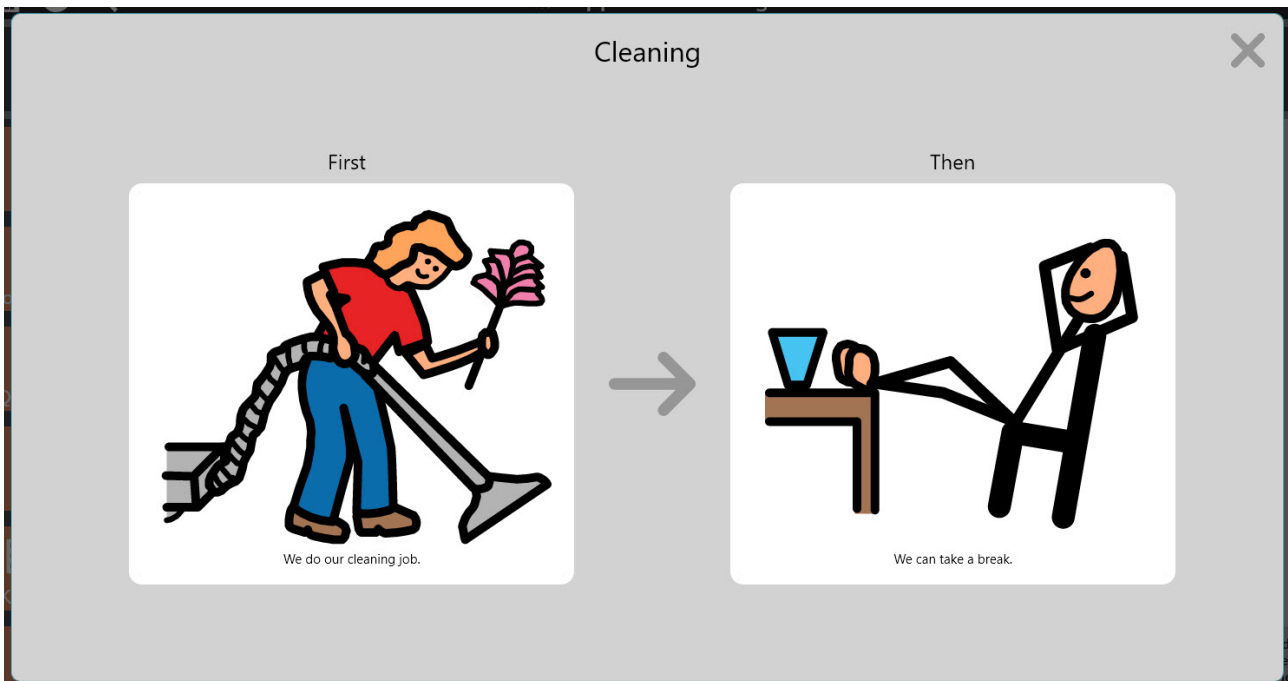 Cleaning
First
Then
We do our cleaning job.
We can take a break.